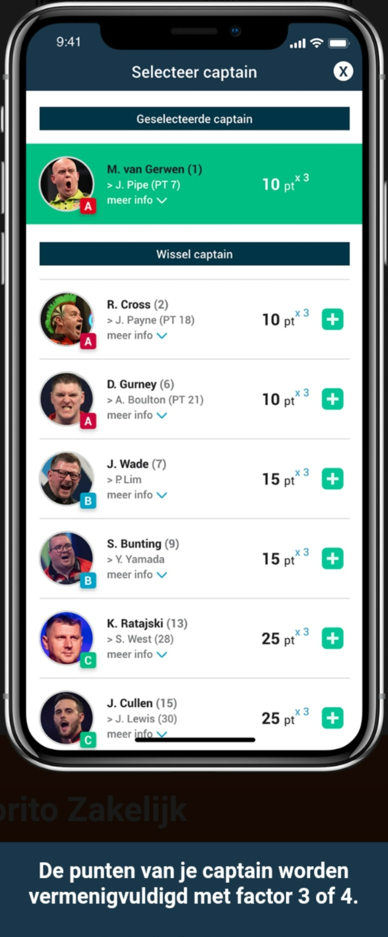 9:41
Selecteer captain
X
Geselecteerde captain
M. van Gerwen (1)
> J. Pipe (PT 7)
meer info
A
10 pt x 3
Wissel captain
R. Cross (2)
> J. Payne (PT 18)
meer info
A
10 pt x 3
D. Gurney (6)
> A. Boulton (PT 21)
meer info
A
10 pt x 3
J. Wade (7)
> P. Lim
meer info
B
15 pt x 3
S. Bunting (9)
> Y. Yamada
meer info
B
15 pt x 3
K. Ratajski (13)
> S. West (28)
meer info
C
25 pt x 3
J. Cullen (15)
> J. Lewis (30)
meer info
C
25 pt x 3
orito Zakelijk
De punten van je captain worden
vermenigvuldigd met factor 3 of 4.